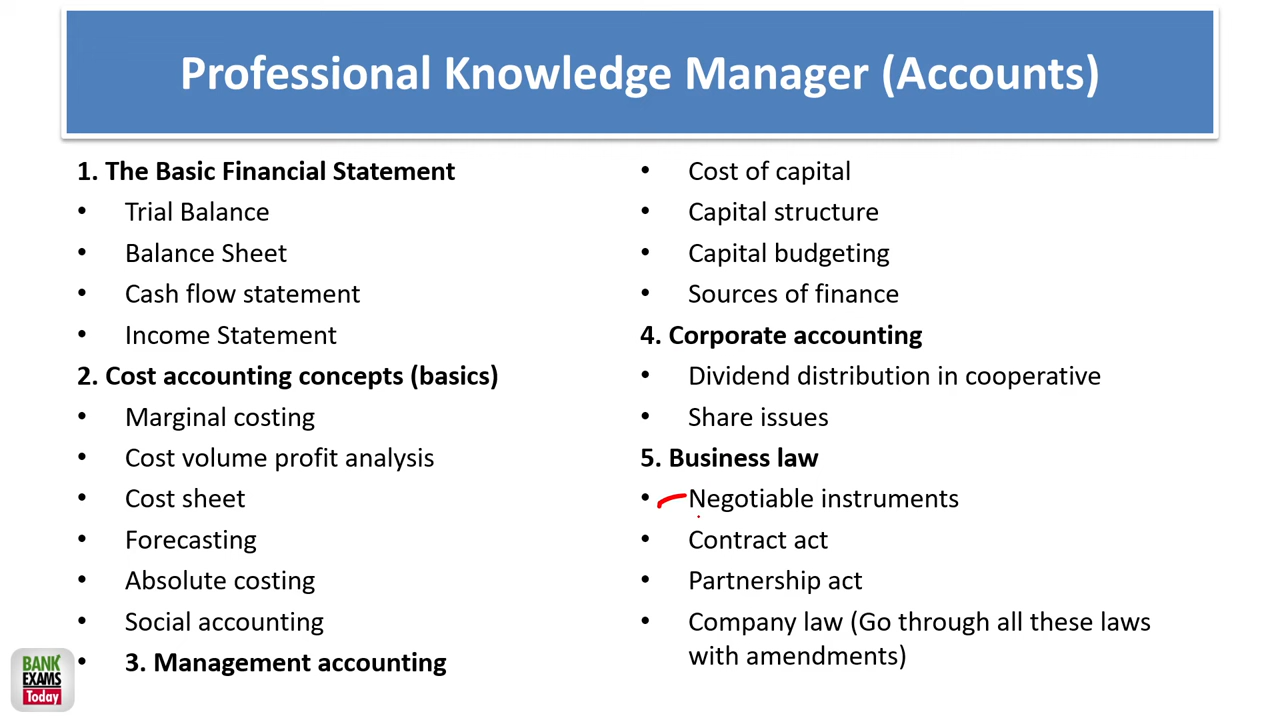 Professional Knowledge Manager (Accounts)
1. The Basic Financial Statement
• Trial Balance
• Balance Sheet
• Cash flow statement
• Income Statement
2. Cost accounting concepts (basics)
• Marginal costing
• Cost volume profit analysis
• Cost sheet
• Forecasting
• Absolute costing
• Social accounting
• 3. Management accounting
• Cost of capital
• Capital structure
• Capital budgeting
• Sources of finance
4. Corporate accounting
• Dividend distribution in cooperative
• Share issues
5. Business law
• Negotiable instruments
• Contract act
• Partnership act
• Company law (Go through all these laws
with amendments)
BANK
EXAMS
Today